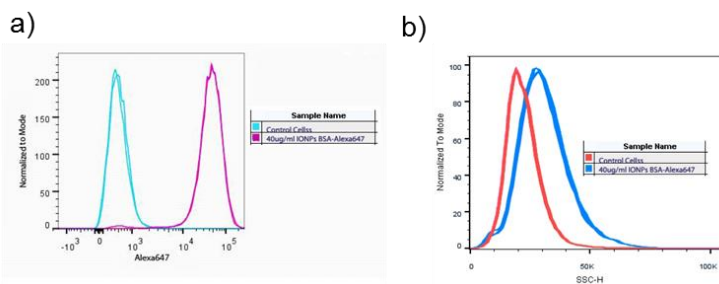 a)
b)
Normalized to Mode
200
150
100
50
0
-10³ 0 10³ 10⁴ 10⁵
Alexa647
Sample Name
Control Cellss
40ug/ml IONPs BSA-Alexa647
Normalized To Mode
100
80
60
40
20
0
0 50K 100K
SSC-H
Sample Name
Control Cellss
40ug/ml IONPs BSA-Alexa647